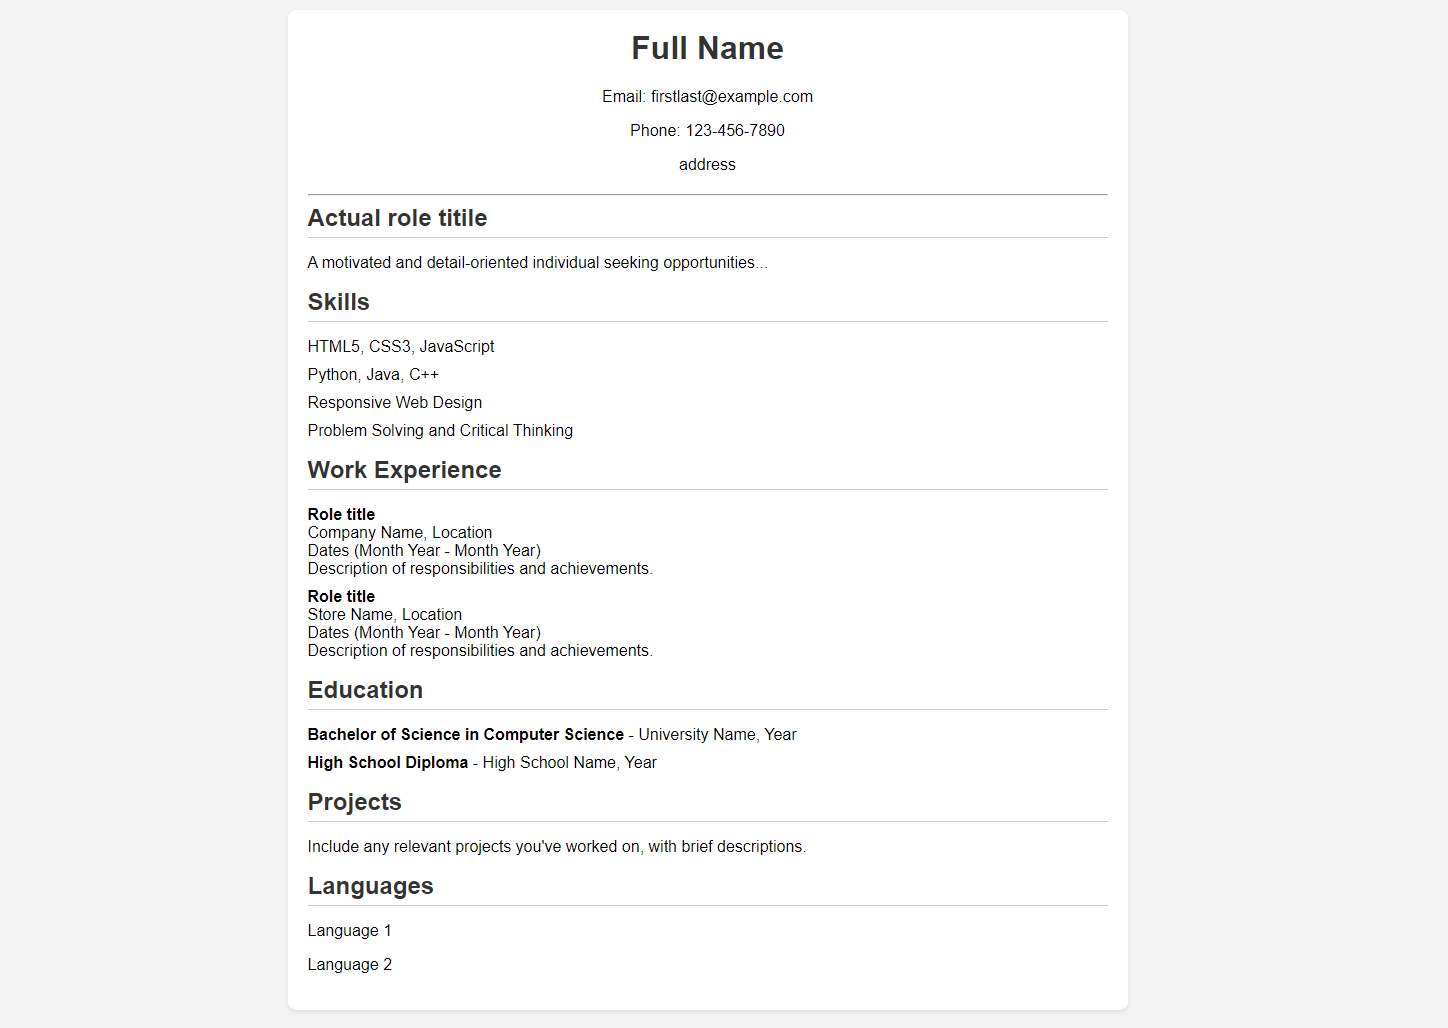 Full Name
Email: firstlast@example.com
Phone: 123-456-7890
address
Actual role titile
A motivated and detail-oriented individual seeking opportunities...
Skills
HTML5, CSS3, JavaScript
Python, Java, C++
Responsive Web Design
Problem Solving and Critical Thinking
Work Experience
Role title
Company Name, Location
Dates (Month Year - Month Year)
Description of responsibilities and achievements.
Role title
Store Name, Location
Dates (Month Year - Month Year)
Description of responsibilities and achievements.
Education
Bachelor of Science in Computer Science - University Name, Year
High School Diploma - High School Name, Year
Projects
Include any relevant projects you've worked on, with brief descriptions.
Languages
Language 1
Language 2